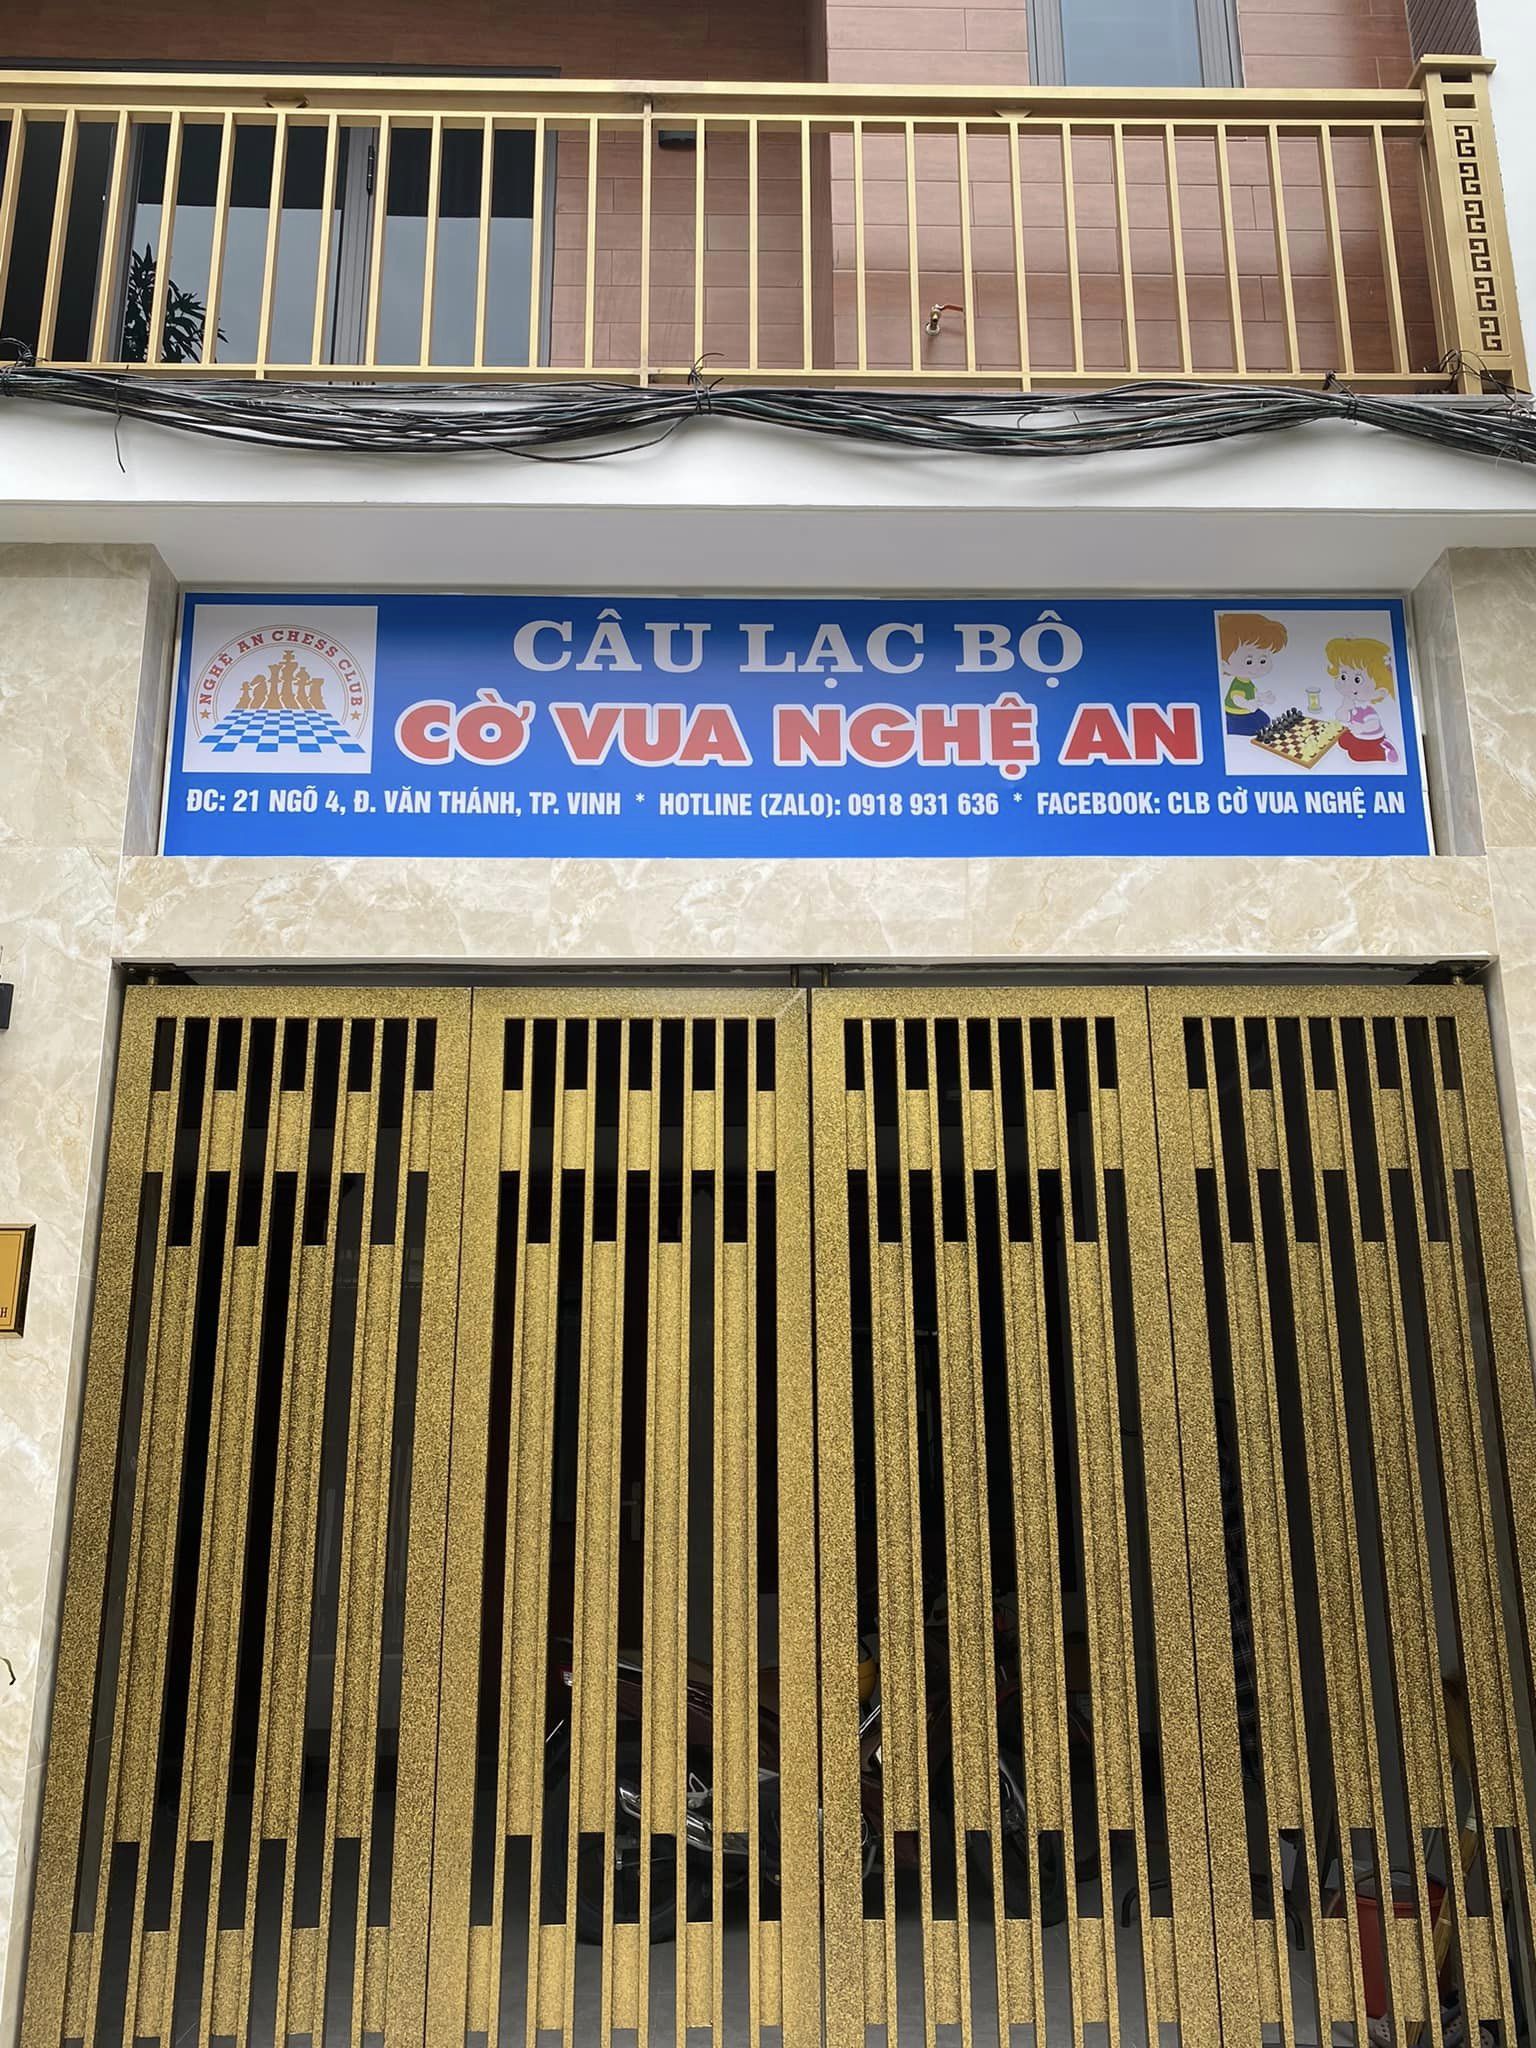 NGHỆ AN CHESS CLUB
CÂU LẠC BỘ
CỜ VUA NGHỆ AN
ĐC: 21 NGÕ 4, Đ. VĂN THÁNH, TP. VINH * HOTLINE (ZALO): 0918 931 636 * FACEBOOK: CLB CỜ VUA NGHỆ AN